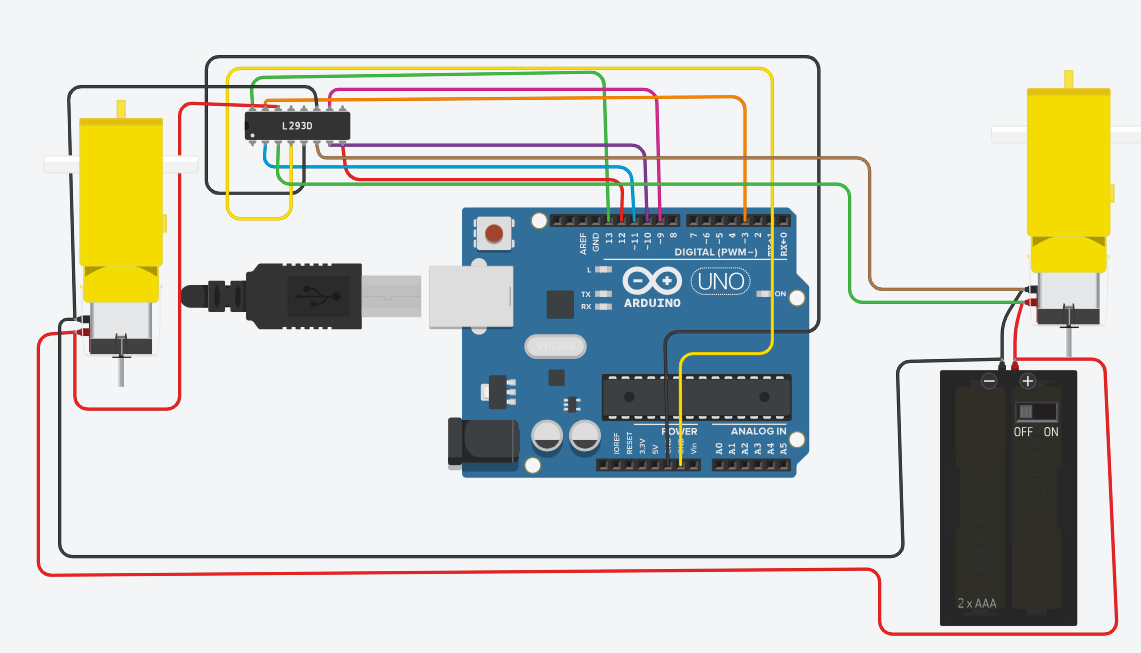 L293D
AREF
GND
13
12
~11
~10
~9
8
7
~6
~5
4
~3
2
TX→1
RX←0
DIGITAL (PWM~)
L
TX
RX
ARDUINO
UNO
ON
POWER
ANALOG IN
IOREF
RESET
3.3V
5V
GND
GND
Vin
A0
A1
A2
A3
A4
A5
OFF ON
2 x AAA